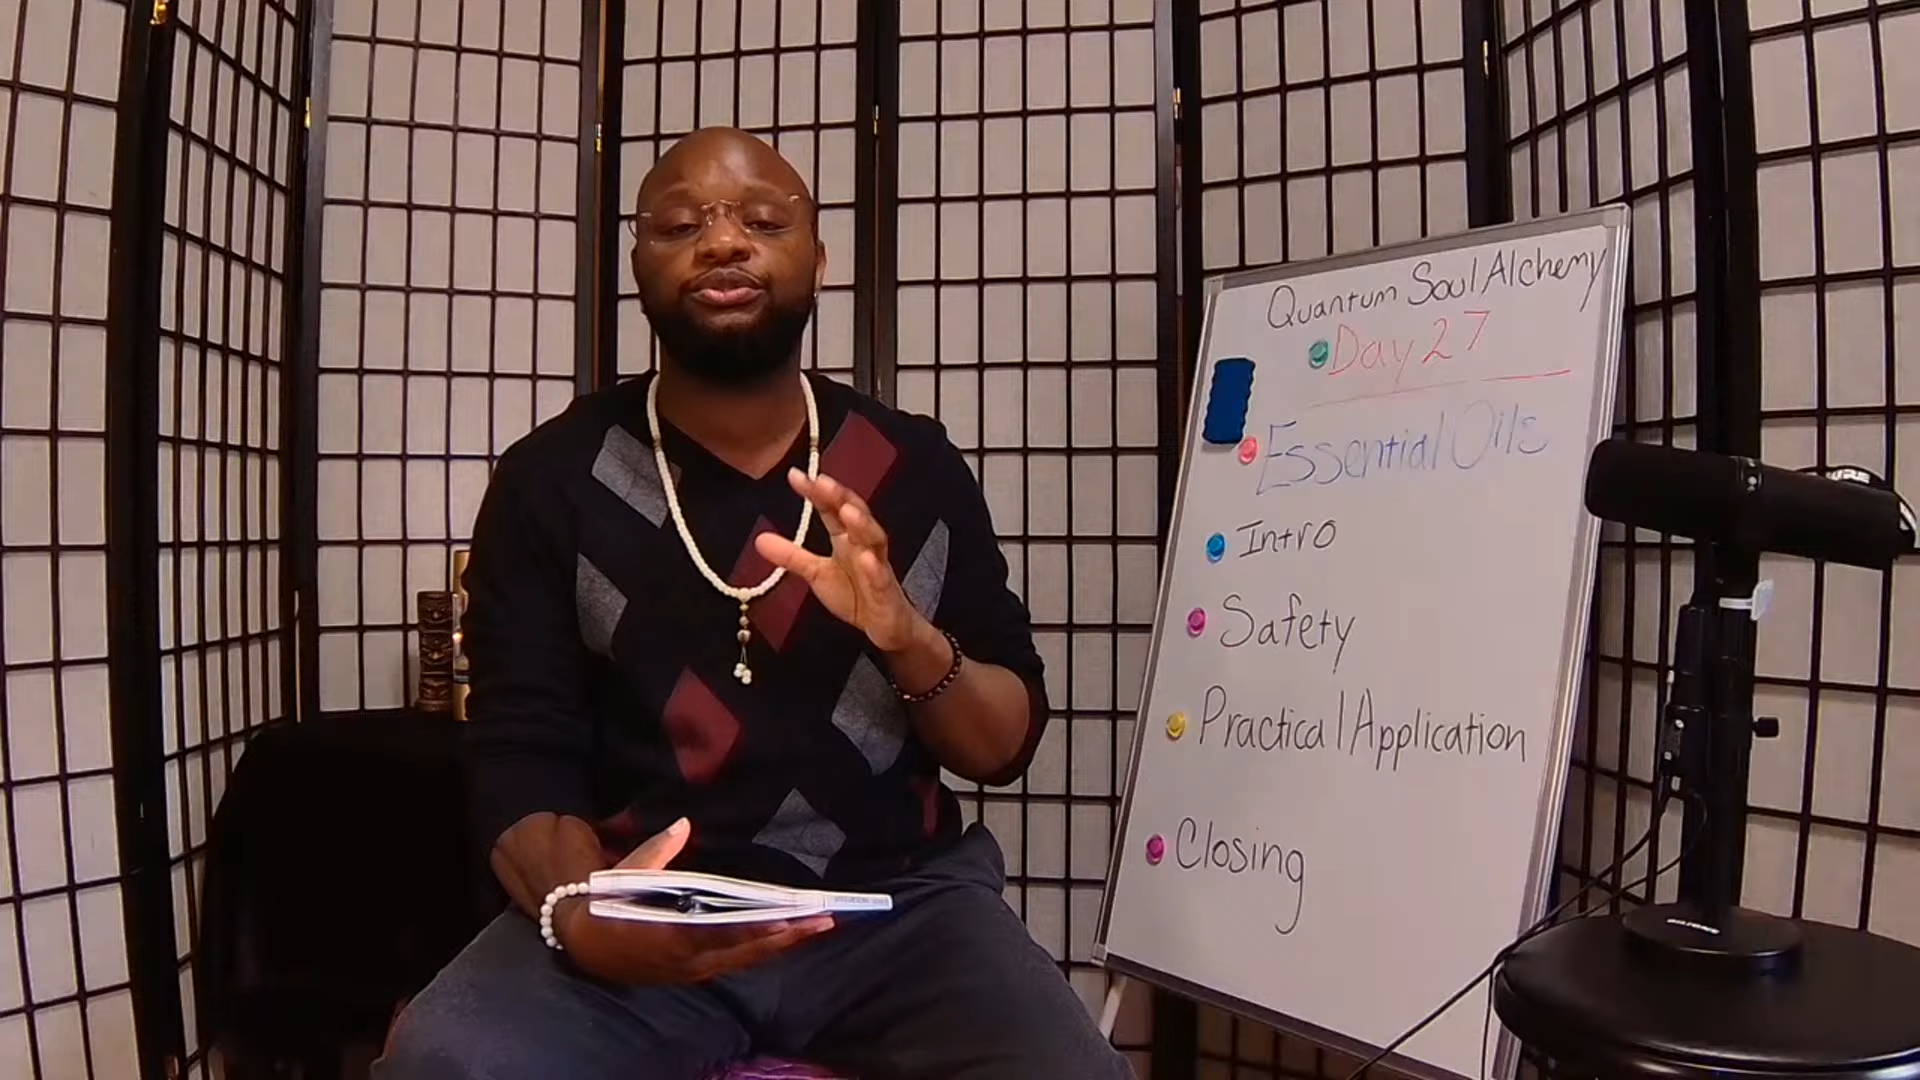 Quantum Soul Alchemy
Day 27
Essential Oils
Intro
Safety
Practical Application
Closing